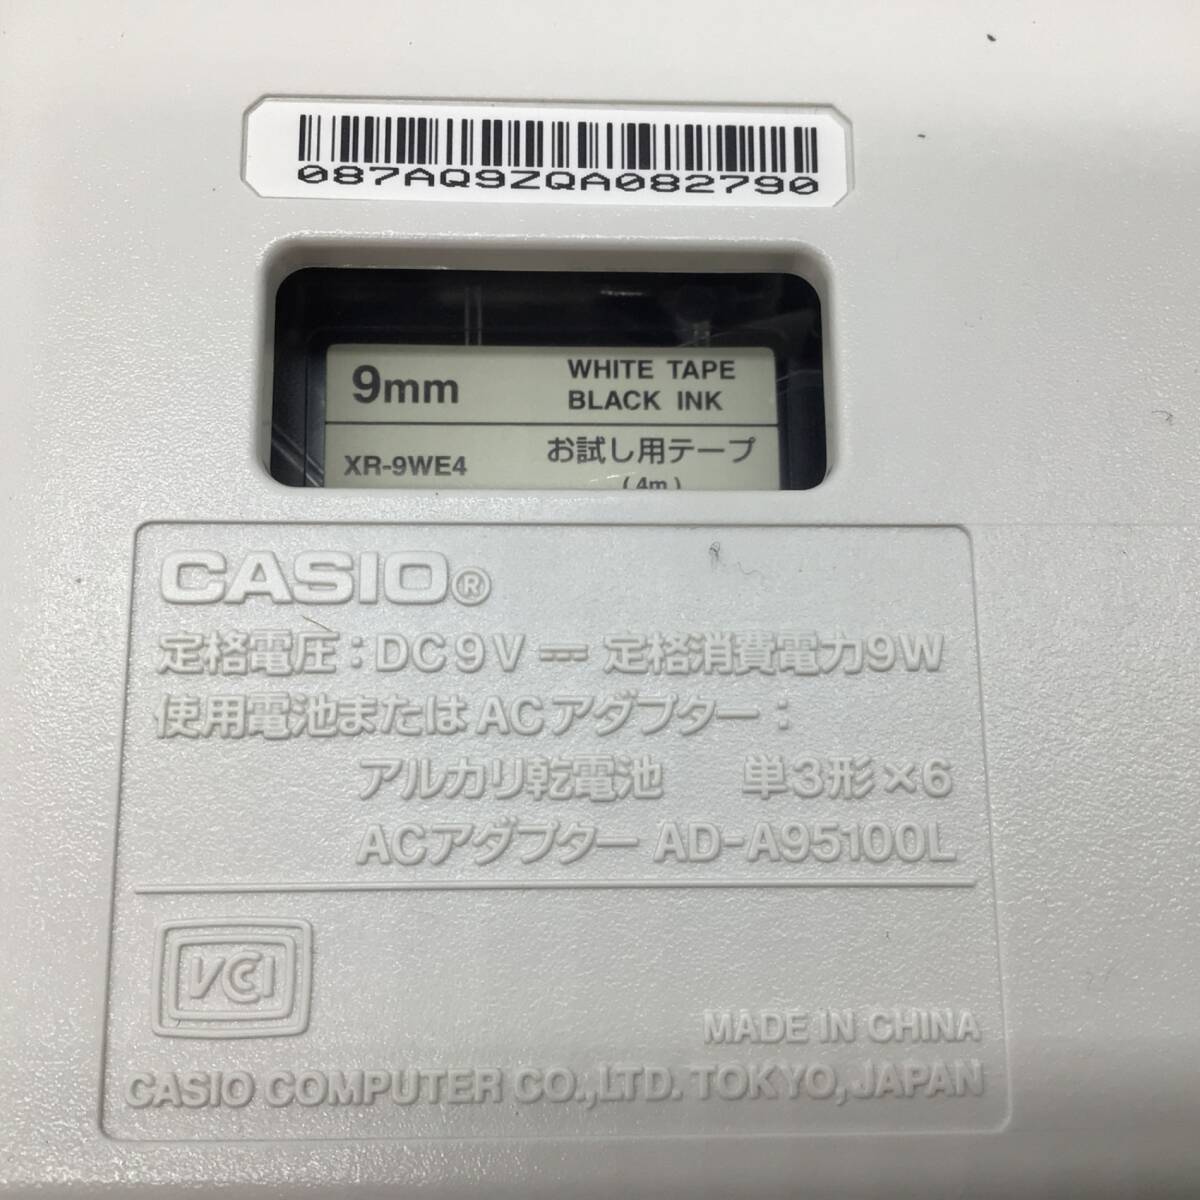 087AQ9ZQA082790
9mm
WHITE TAPE
BLACK INK
XR-9WE4
お試し用テープ
(4m)
CASIO®
定格電圧：DC 9 V ⎓ 定格消費電力9W
使用電池またはACアダプター：
アルカリ乾電池 単3形×6
ACアダプター AD-A95100L
VCI
MADE IN CHINA
CASIO COMPUTER CO.,LTD. TOKYO,JAPAN